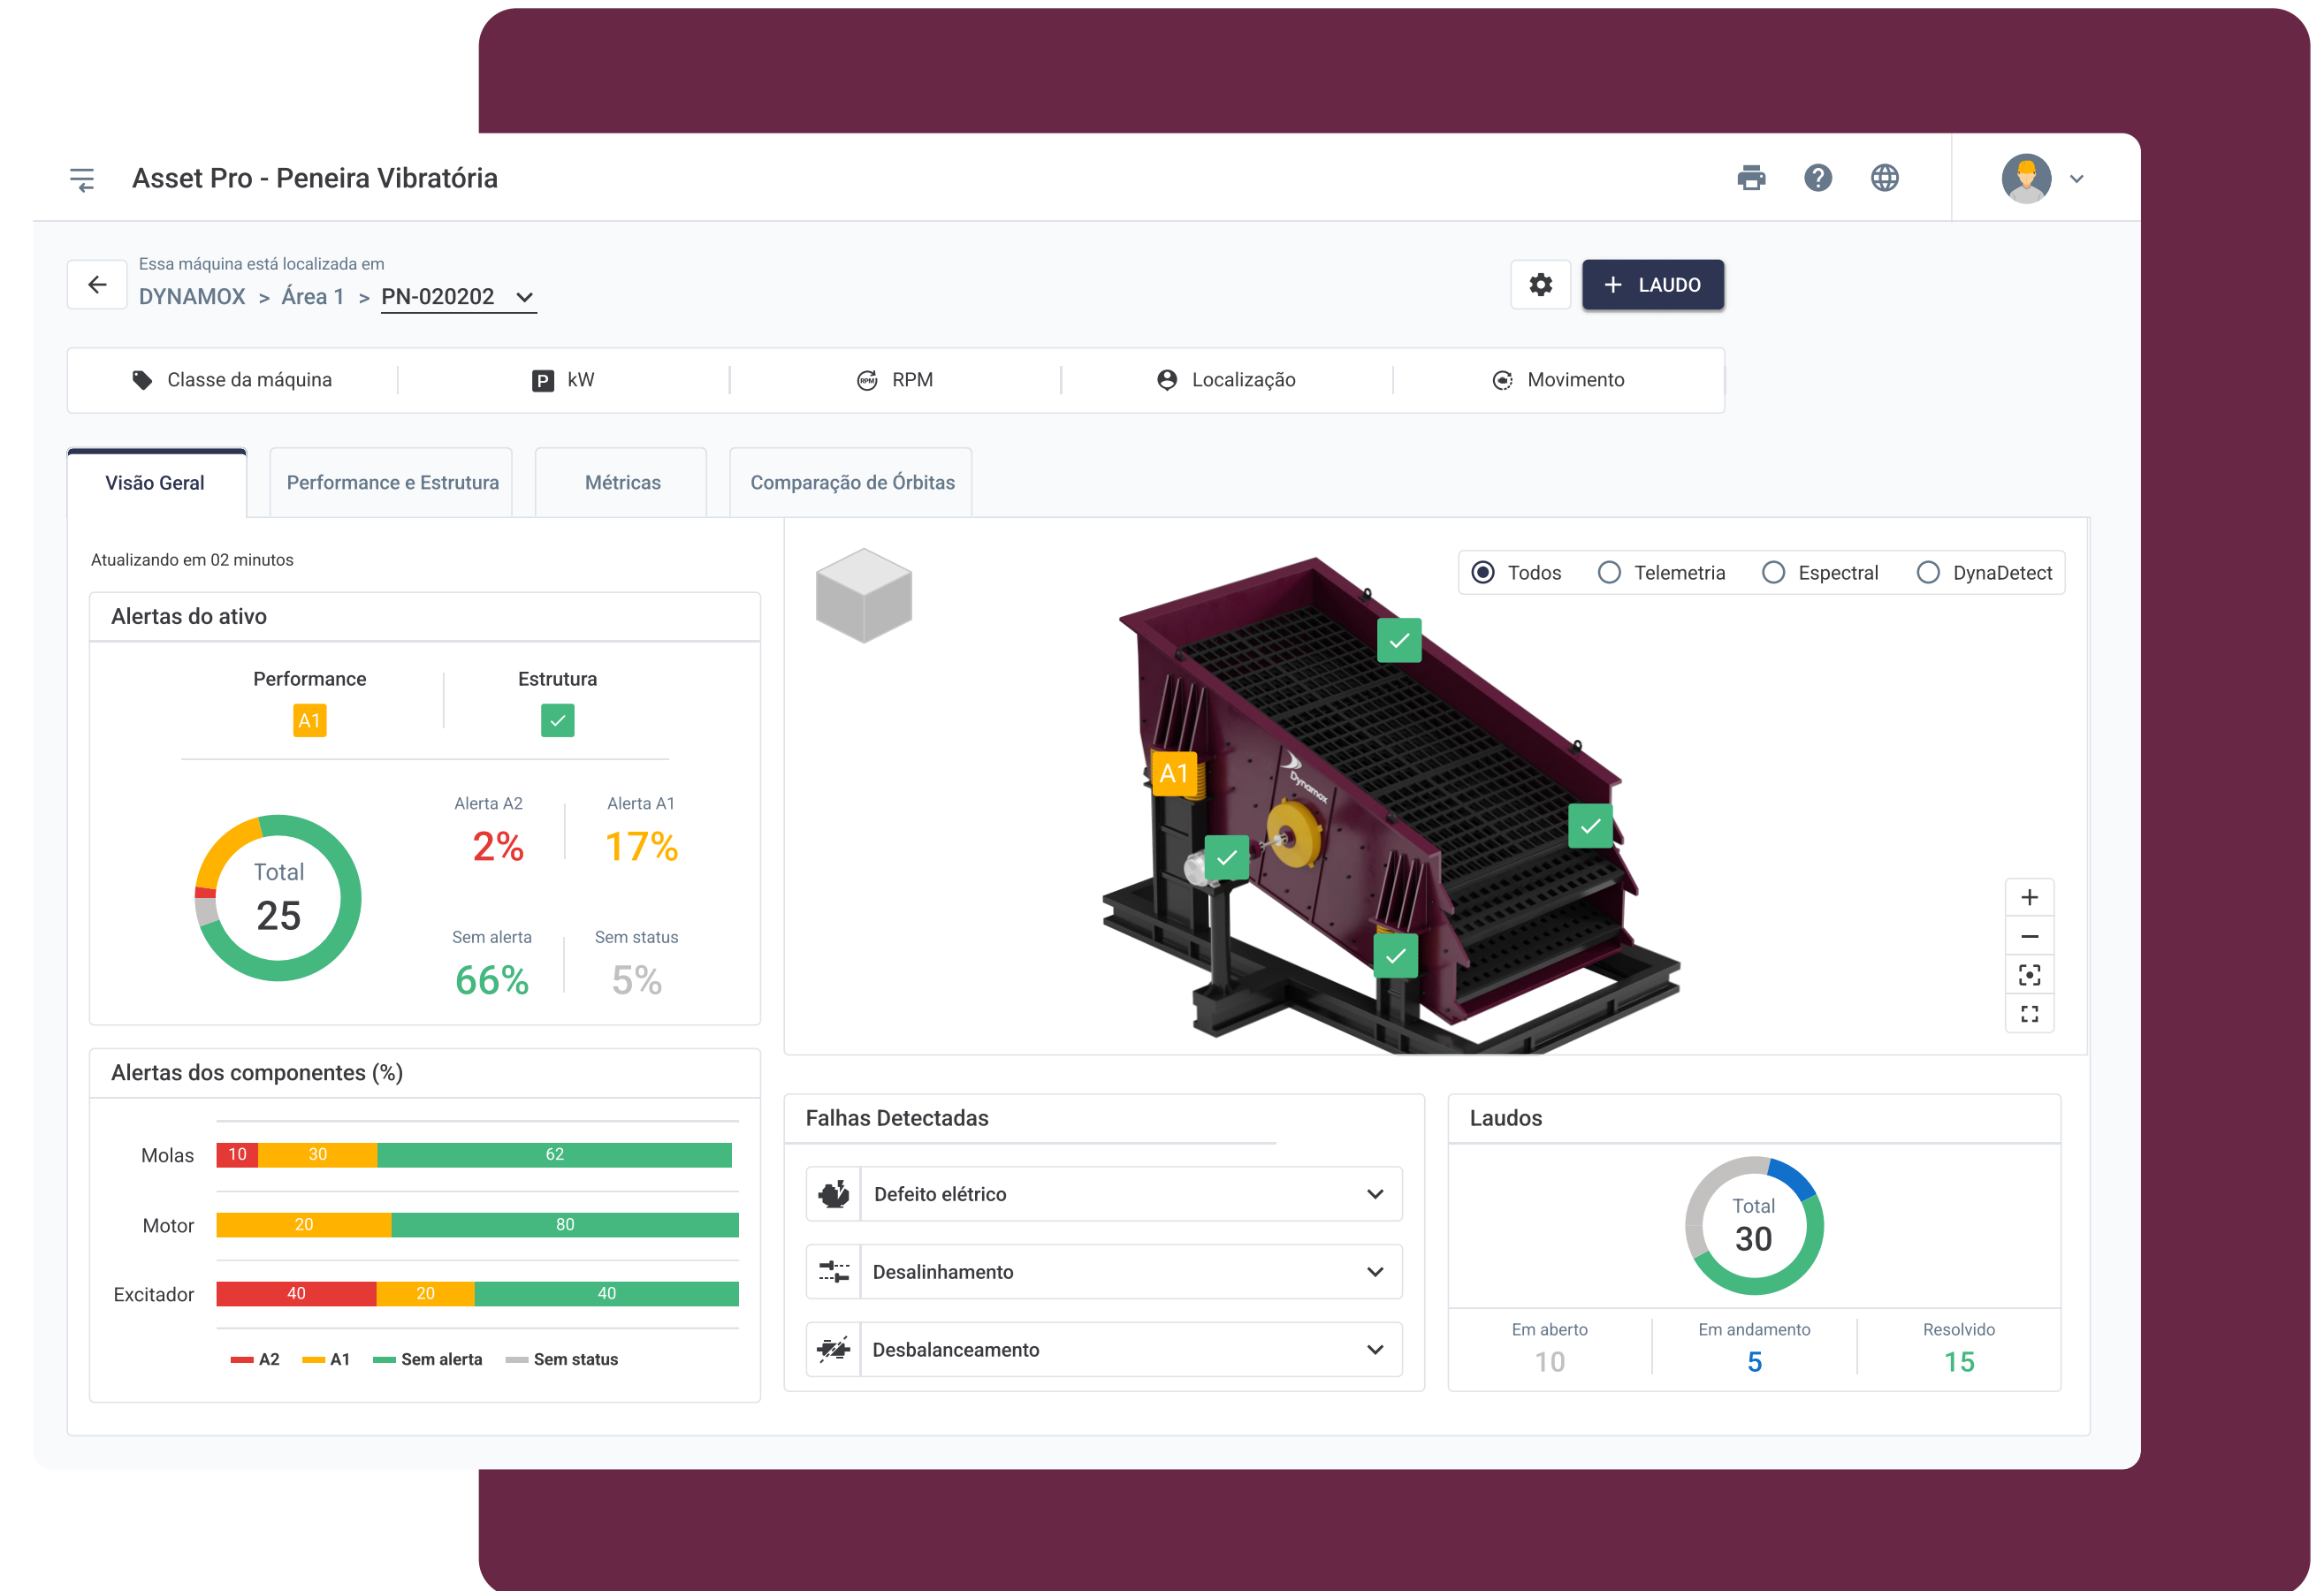 Asset Pro - Peneira Vibratória
Essa máquina está localizada em
DYNAMOX > Área 1 > PN-020202
+ LAUDO
Classe da máquina
P kW
RPM RPM
Localização
Movimento
Visão Geral
Performance e Estrutura
Métricas
Comparação de Órbitas
Atualizando em 02 minutos
Alertas do ativo
Performance
Estrutura
A1
Total
25
Alerta A2
2%
Alerta A1
17%
Sem alerta
66%
Sem status
5%
Alertas dos componentes (%)
Molas 10 30 62
Motor 20 80
Excitador 40 20 40
A2 A1 Sem alerta Sem status
Todos Telemetria Espectral DynaDetect
A1
Dynamox
Falhas Detectadas
Defeito elétrico
Desalinhamento
Desbalanceamento
Laudos
Total
30
Em aberto
10
Em andamento
5
Resolvido
15